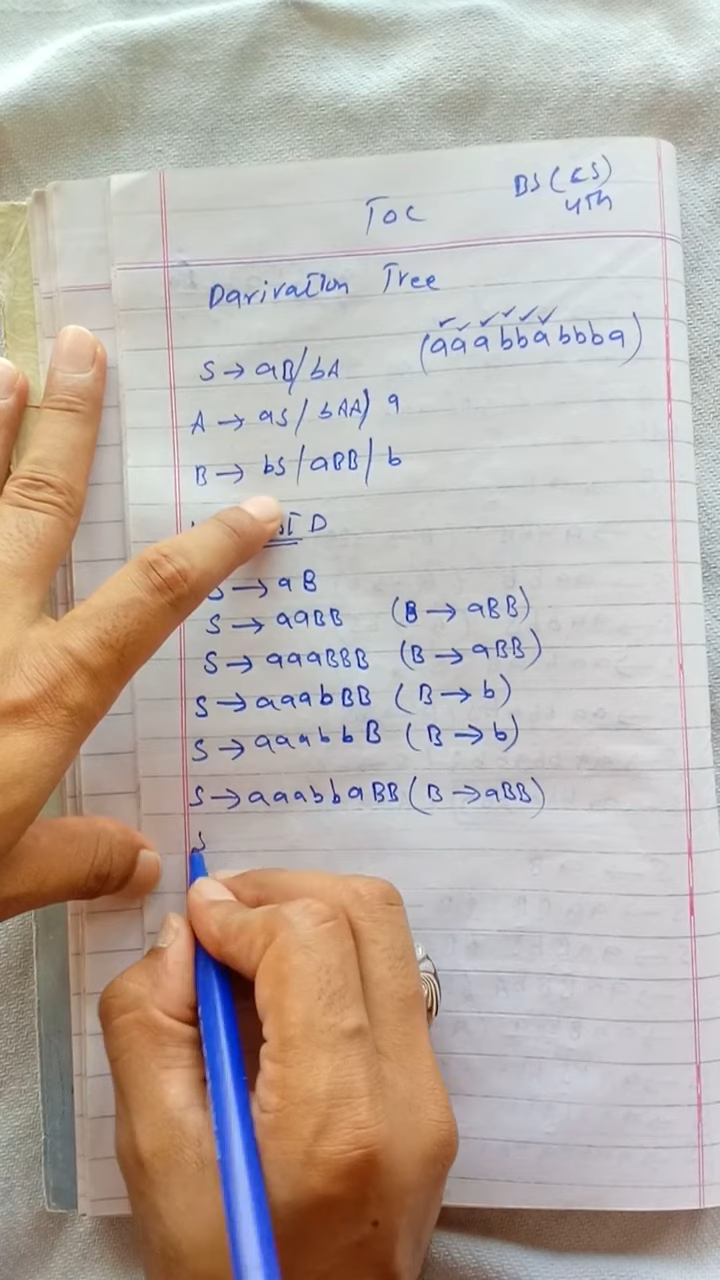 BS (CS)
4th
TOC
Darivation Tree
S → aB/bA (aaabbabbba)
A → aS / bAA) a
B → bS / aBB / b
D
S → aB
S → aaBB (B → aBB)
S → aaaBBB (B → aBB)
S → aaabBB (B → b)
S → aaabbB (B → b)
S → aaabbaBB (B → aBB)
S